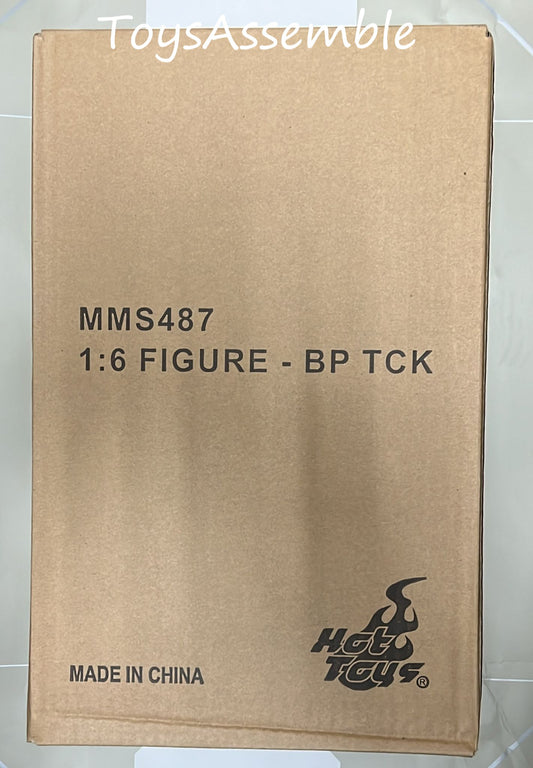 ToysAssemble
MMS487
1:6 FIGURE - BP TCK
Hot
Toys®
MADE IN CHINA